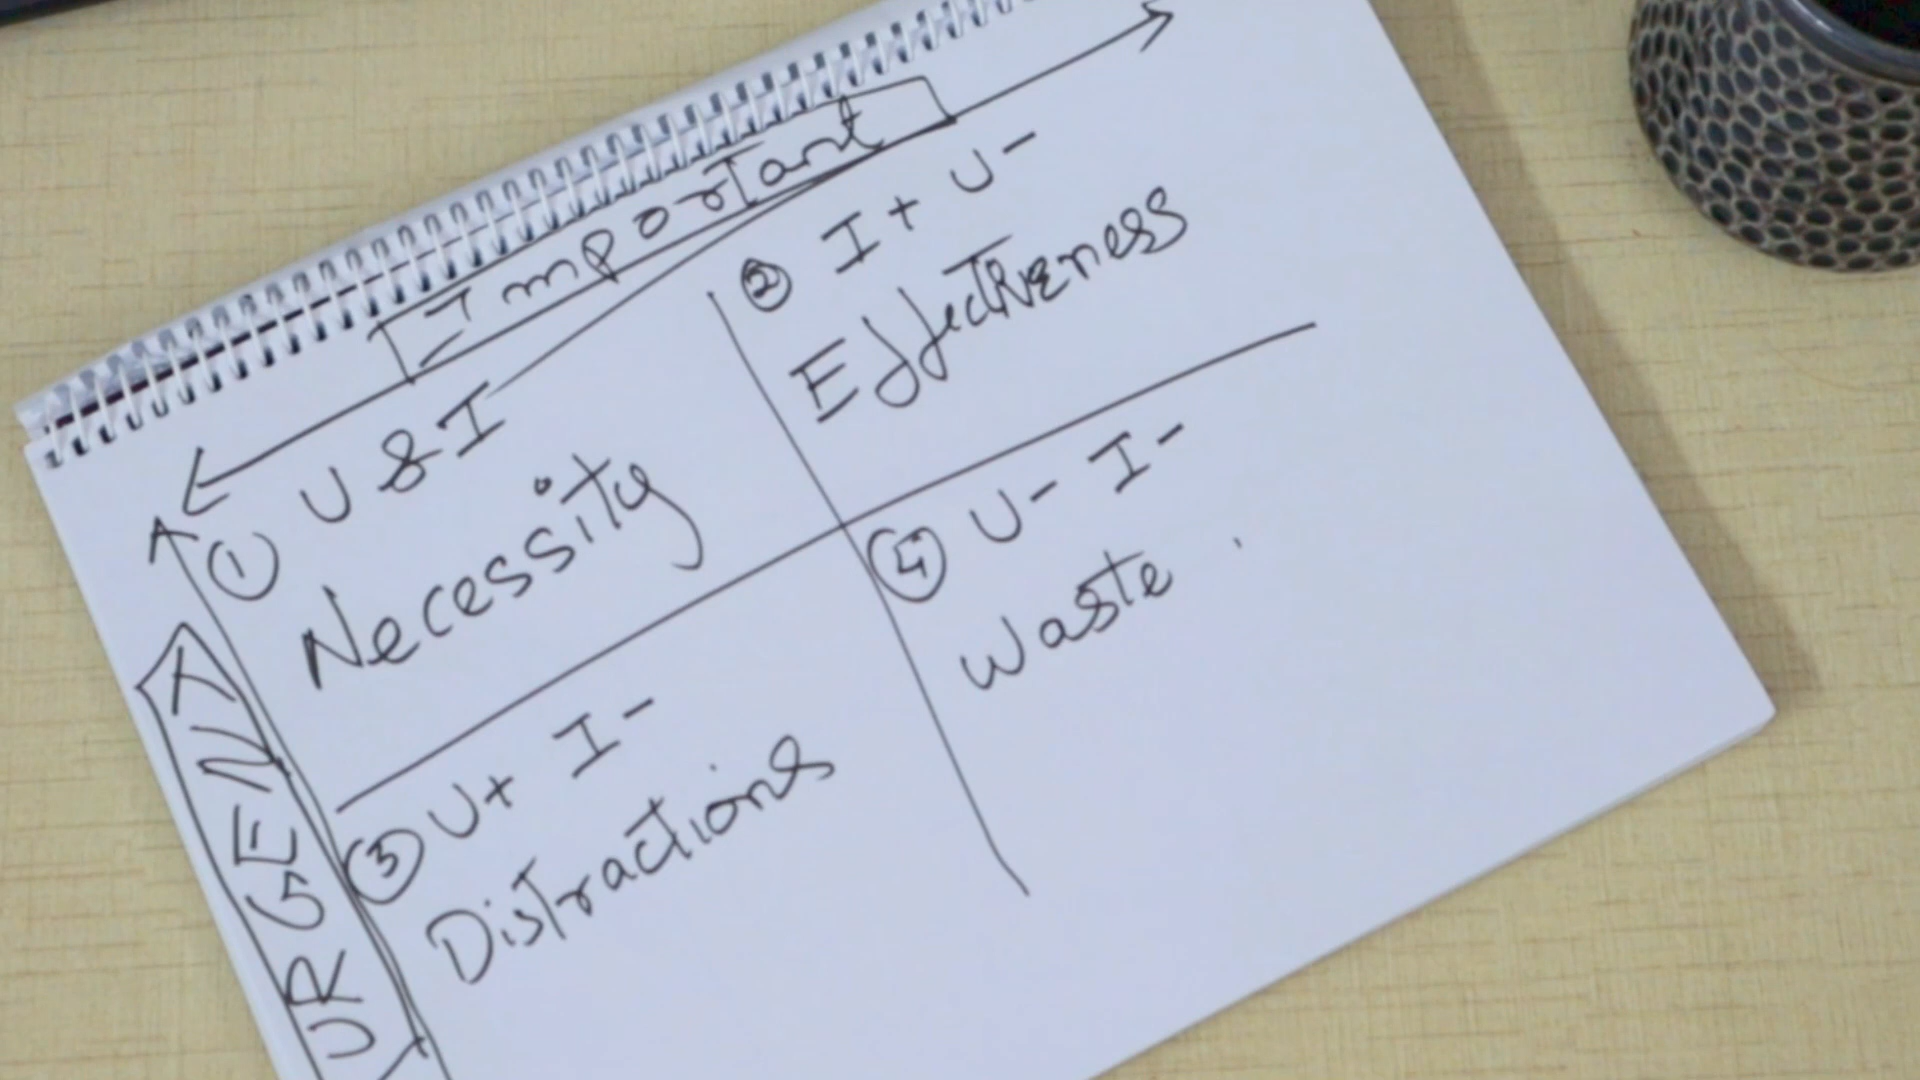 Important
① U & I
Necessity
② I+ U-
Effectiveness
URGENT
③ U+ I-
Distractions
④ U- I-
Waste